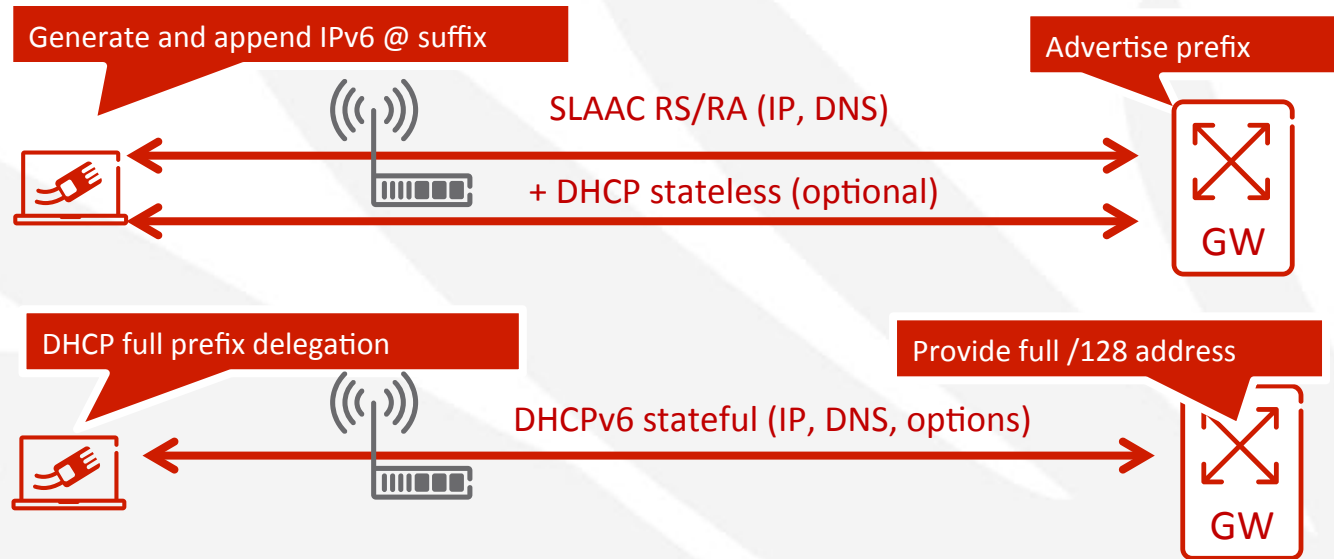 Generate and append IPv6 @ suffix
Advertise prefix
SLAAC RS/RA (IP, DNS)
+ DHCP stateless (optional)
GW
DHCP full prefix delegation
Provide full /128 address
DHCPv6 stateful (IP, DNS, options)
GW